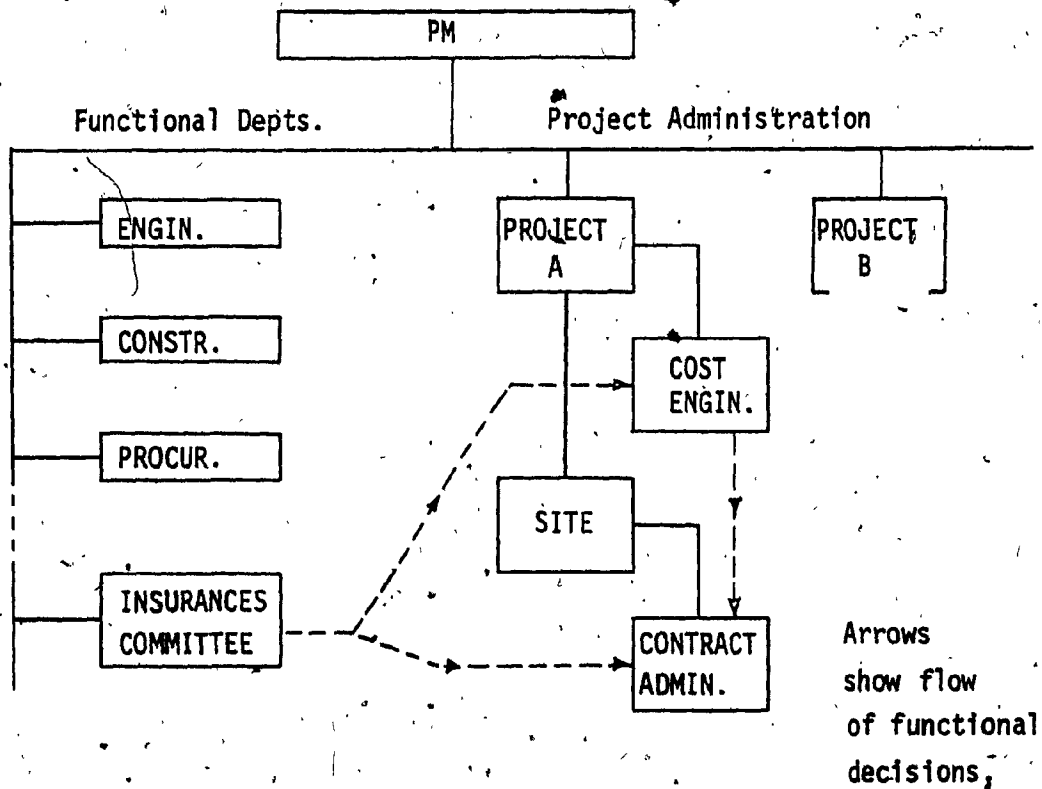 PM
Functional Depts.
Project Administration
ENGIN.
CONSTR.
PROCUR.
INSURANCES
COMMITTEE
PROJECT
A
PROJECT
B
COST
ENGIN.
SITE
CONTRACT
ADMIN.
Arrows
show flow
of functional
decisions,